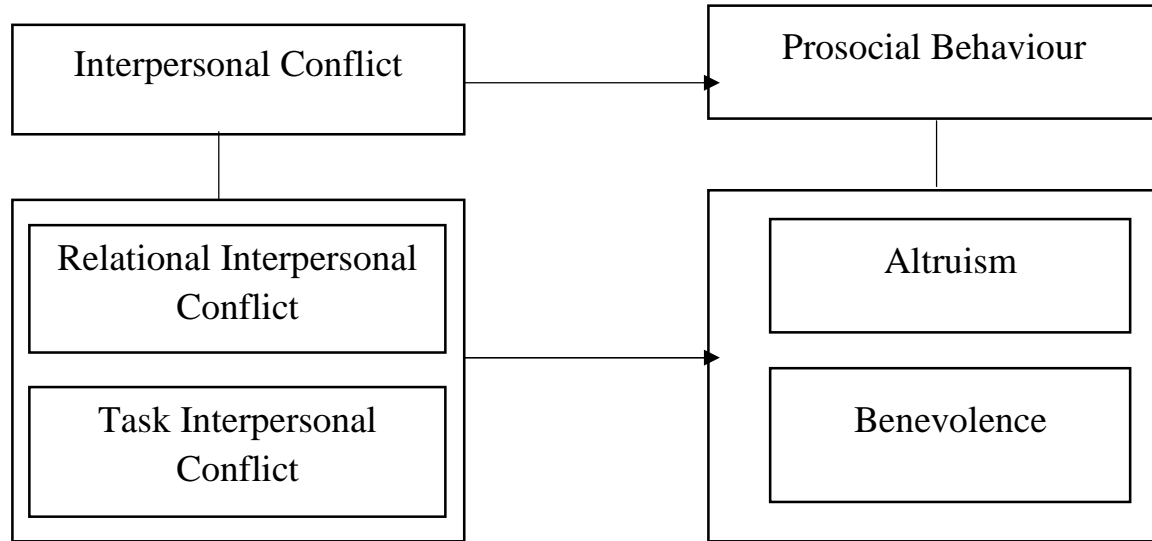 Interpersonal Conflict
Prosocial Behaviour
Relational Interpersonal
Conflict
Task Interpersonal
Conflict
Altruism
Benevolence